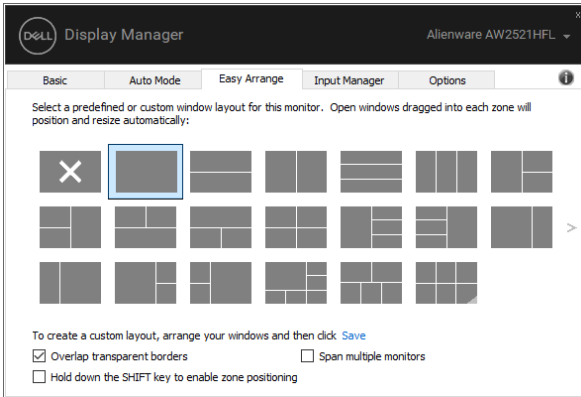 DELL Display Manager Alienware AW2521HFL
Basic Auto Mode Easy Arrange Input Manager Options
Select a predefined or custom window layout for this monitor. Open windows dragged into each zone will
position and resize automatically:
To create a custom layout, arrange your windows and then click Save
Overlap transparent borders Span multiple monitors
Hold down the SHIFT key to enable zone positioning